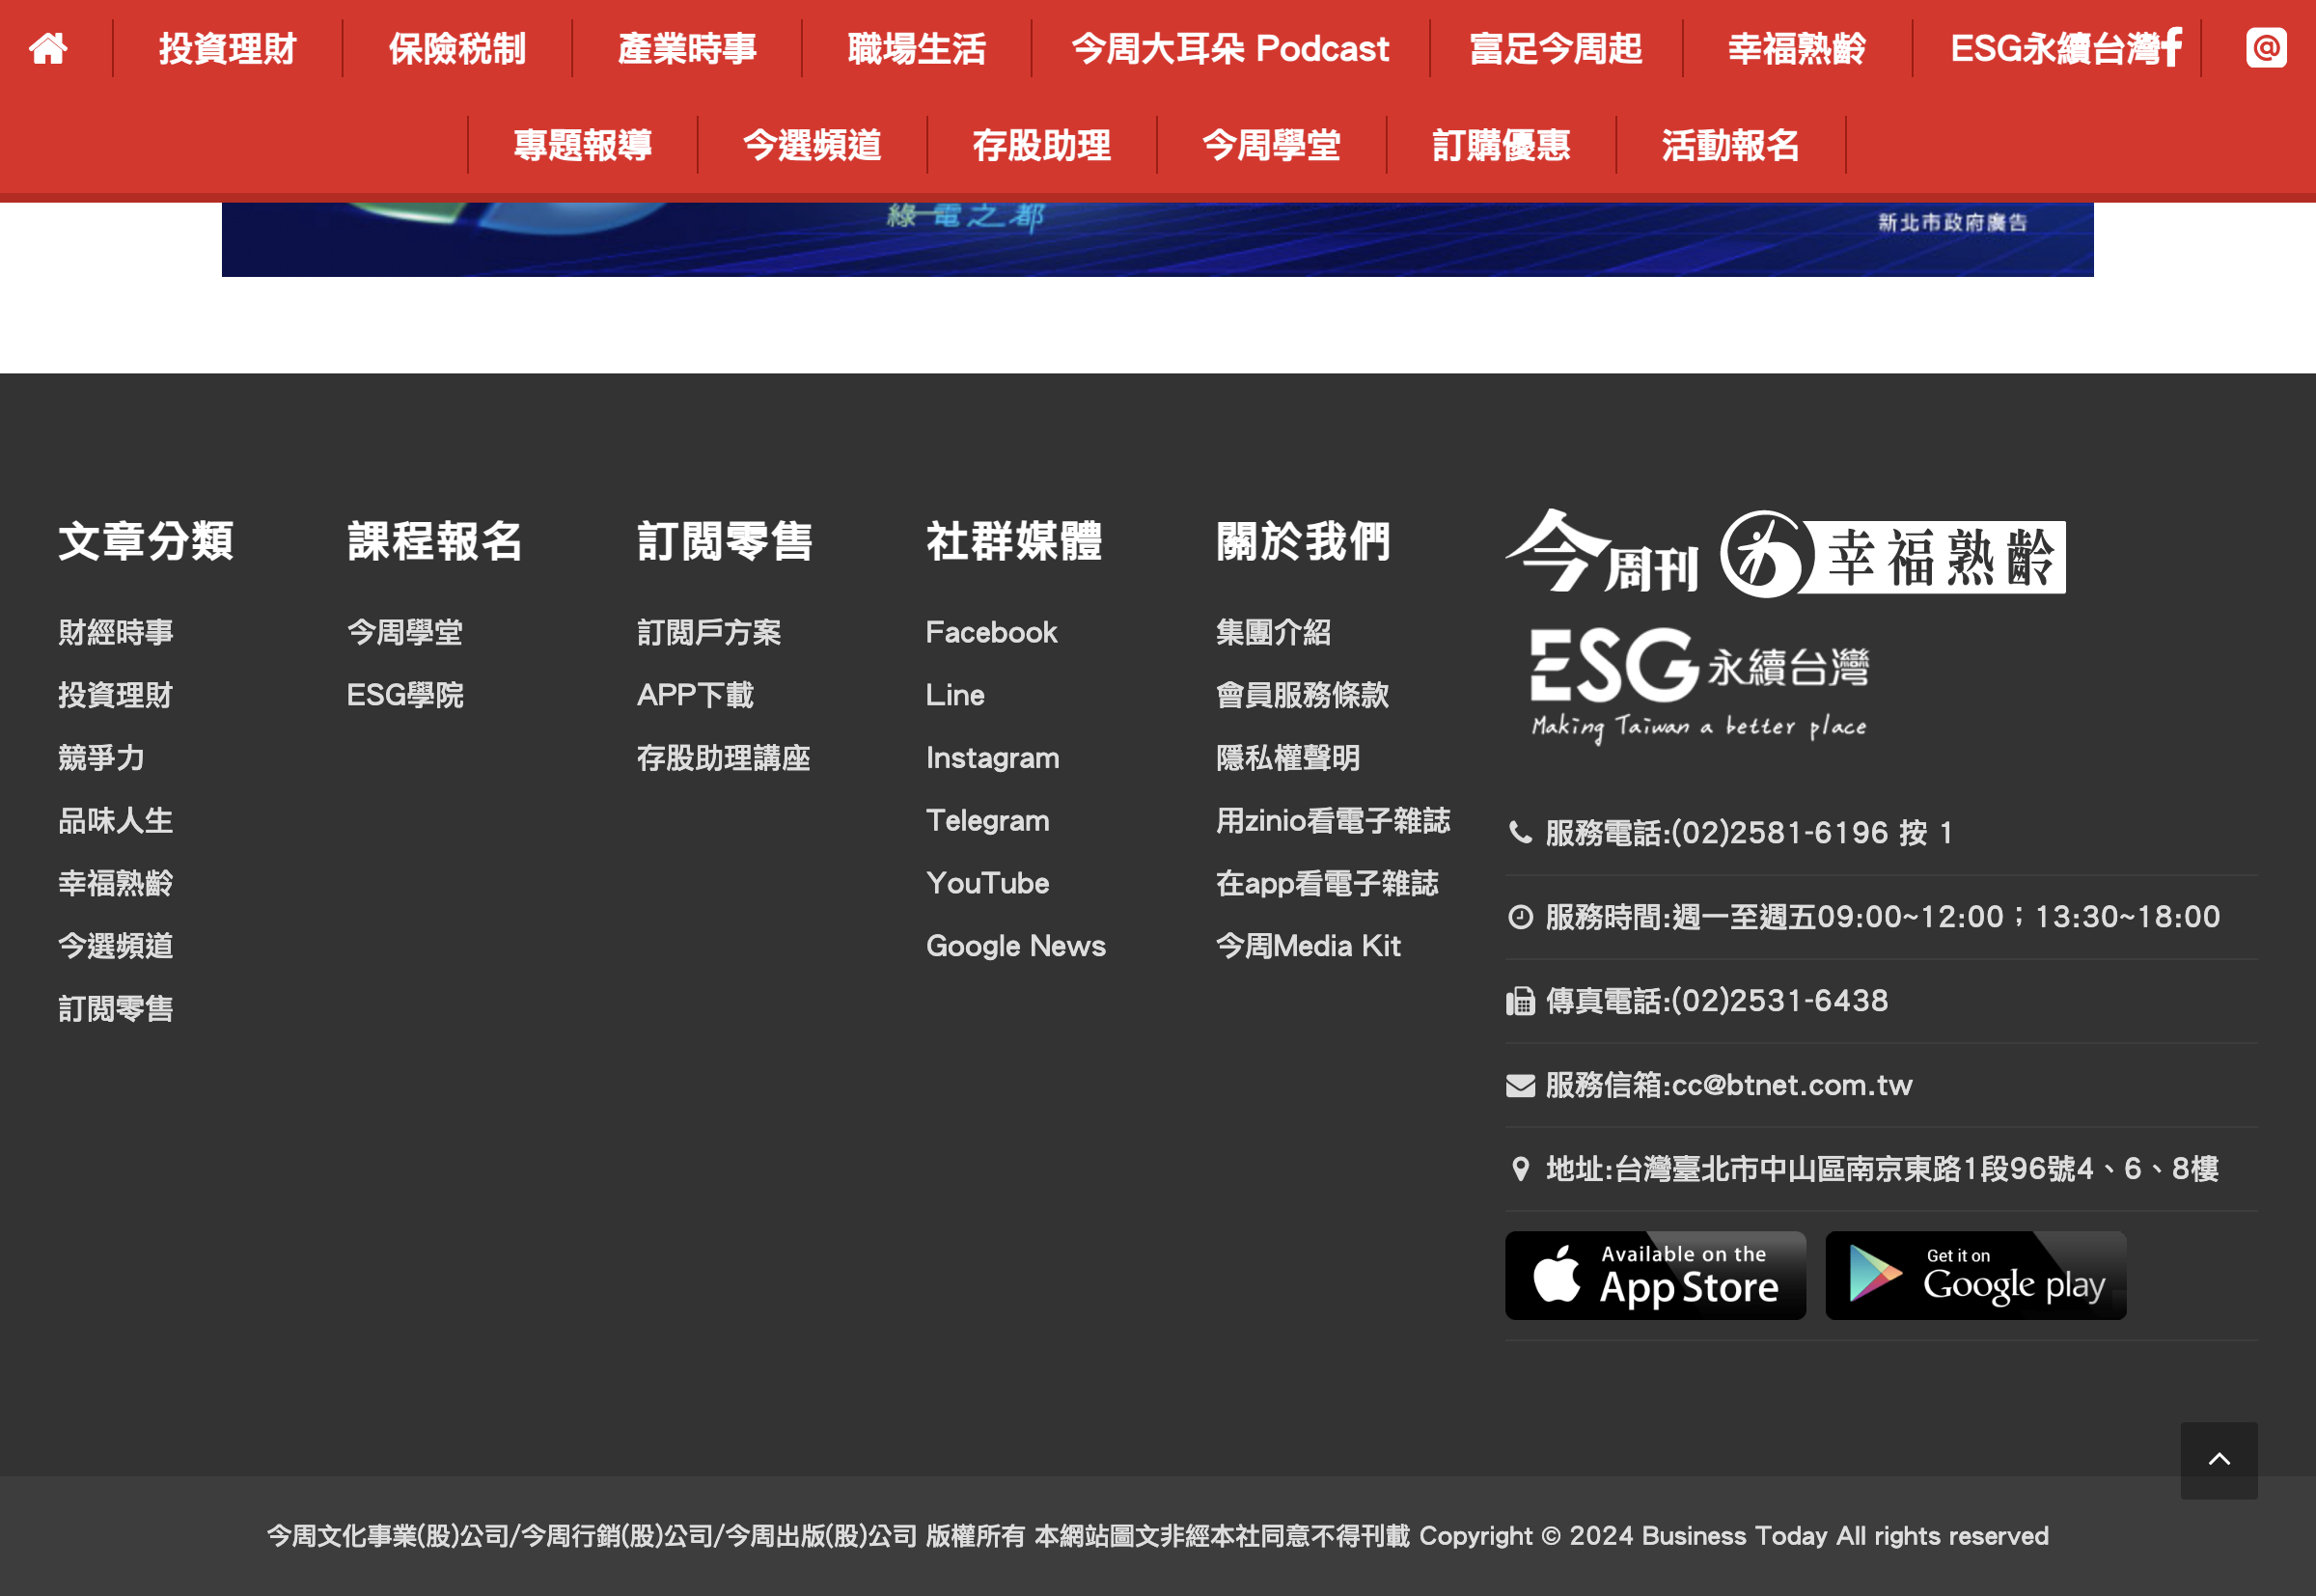 投資理財 保險稅制 產業時事 職場生活 今周大耳朵 Podcast 富足今周起 幸福熟齡 ESG永續台灣
專題報導 今選頻道 存股助理 今周學堂 訂購優惠 活動報名
綠電之都
新北市政府廣告
文章分類
財經時事
投資理財
競爭力
品味人生
幸福熟齡
今選頻道
訂閱零售
課程報名
今周學堂
ESG學院
訂閱零售
訂閱戶方案
APP下載
存股助理講座
社群媒體
Facebook
Line
Instagram
Telegram
YouTube
Google News
關於我們
集團介紹
會員服務條款
隱私權聲明
用zinio看電子雜誌
在app看電子雜誌
今周Media Kit
今周刊 幸福熟齡
ESG永續台灣
Making Taiwan a better place
服務電話:(02)2581-6196 按 1
服務時間:週一至週五09:00~12:00；13:30~18:00
傳真電話:(02)2531-6438
服務信箱:cc@btnet.com.tw
地址:台灣臺北市中山區南京東路1段96號4、6、8樓
Available on the
App Store
Get it on
Google play
今周文化事業(股)公司/今周行銷(股)公司/今周出版(股)公司 版權所有 本網站圖文非經本社同意不得刊載 Copyright © 2024 Business Today All rights reserved